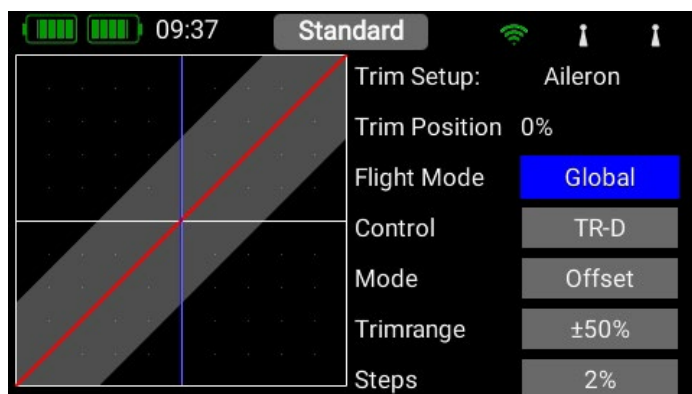 09:37 Standard
Trim Setup: Aileron
Trim Position 0%
Flight Mode Global
Control TR-D
Mode Offset
Trimrange ±50%
Steps 2%